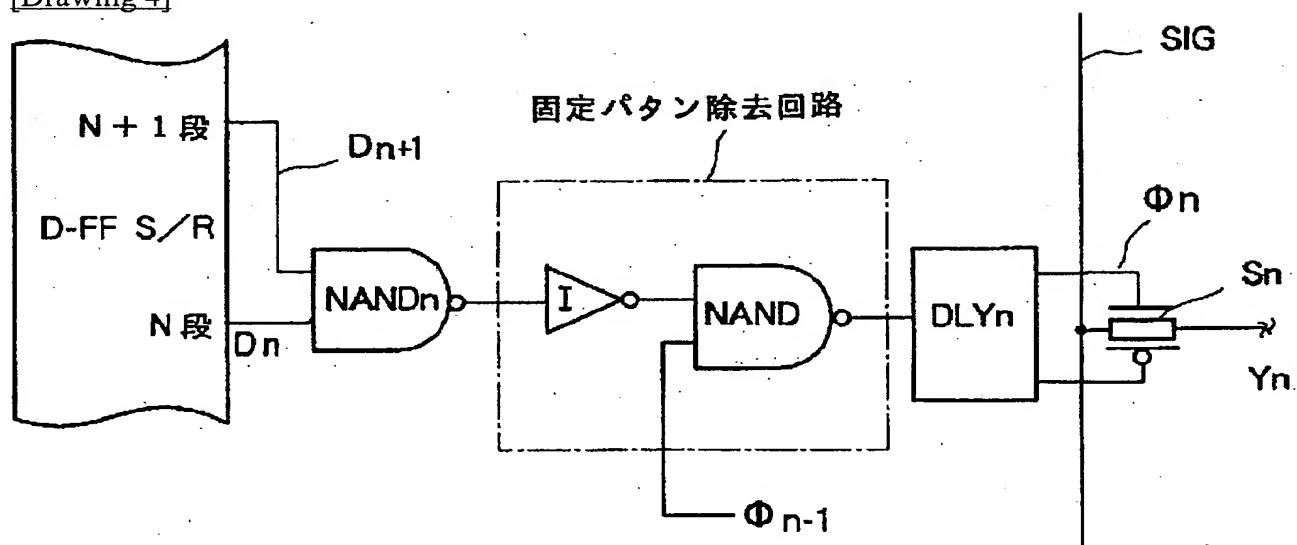 [Drawing 4]
SIG
固定パタン除去回路
N+1段
Dn+1
Φn
D-FF S/R
Sn
I
NANDn
NAND
DLYn
N段
Dn
Yn
Φn-1